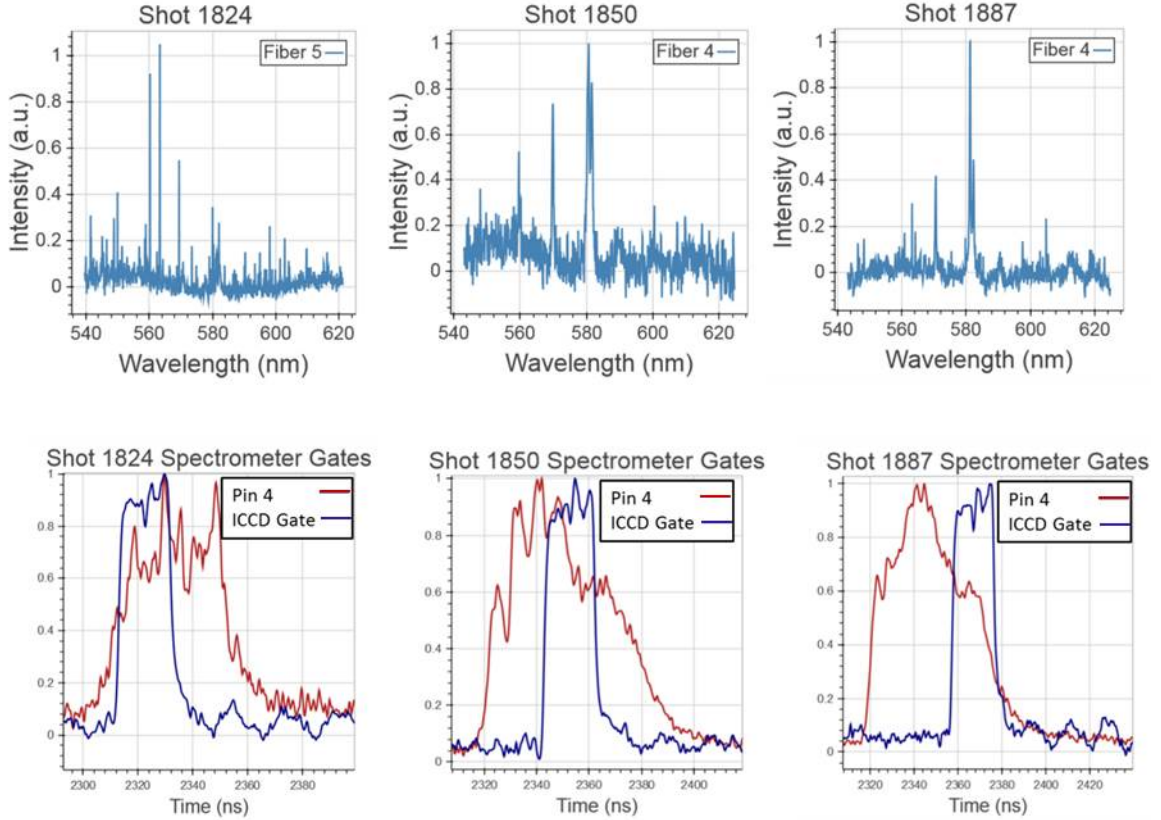 Shot 1824
Shot 1850
Shot 1887
Fiber 5
Fiber 4
Fiber 4
Intensity (a.u.)
1
0.8
0.6
0.4
0.2
0
540 560 580 600 620
Wavelength (nm)
Intensity (a.u.)
1
0.8
0.6
0.4
0.2
0
540 560 580 600 620
Wavelength (nm)
Intensity (a.u.)
1
0.8
0.6
0.4
0.2
0
540 560 580 600 620
Wavelength (nm)
Shot 1824 Spectrometer Gates
Pin 4
ICCD Gate
1
0.8
0.6
0.4
0.2
0
2300 2320 2340 2360 2380
Time (ns)
Shot 1850 Spectrometer Gates
Pin 4
ICCD Gate
1
0.8
0.6
0.4
0.2
0
2320 2340 2360 2380 2400
Time (ns)
Shot 1887 Spectrometer Gates
Pin 4
ICCD Gate
1
0.8
0.6
0.4
0.2
0
2320 2340 2360 2380 2400 2420
Time (ns)